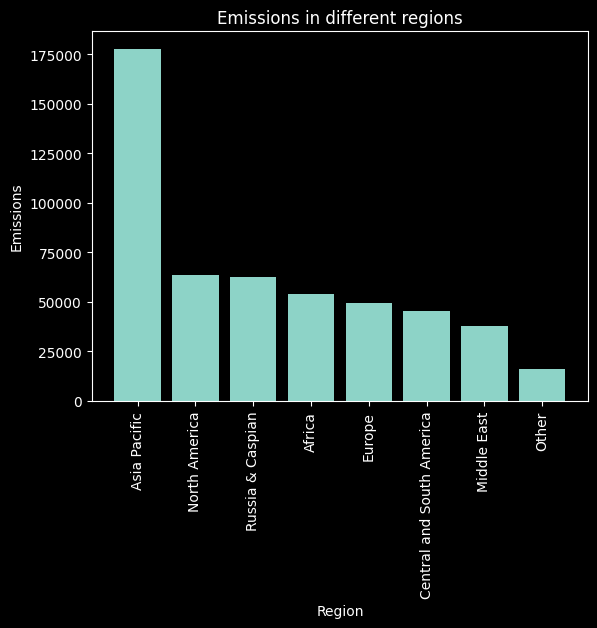 Emissions in different regions
Emissions
175000
150000
125000
100000
75000
50000
25000
0
Asia Pacific
North America
Russia & Caspian
Africa
Europe
Central and South America
Middle East
Other
Region